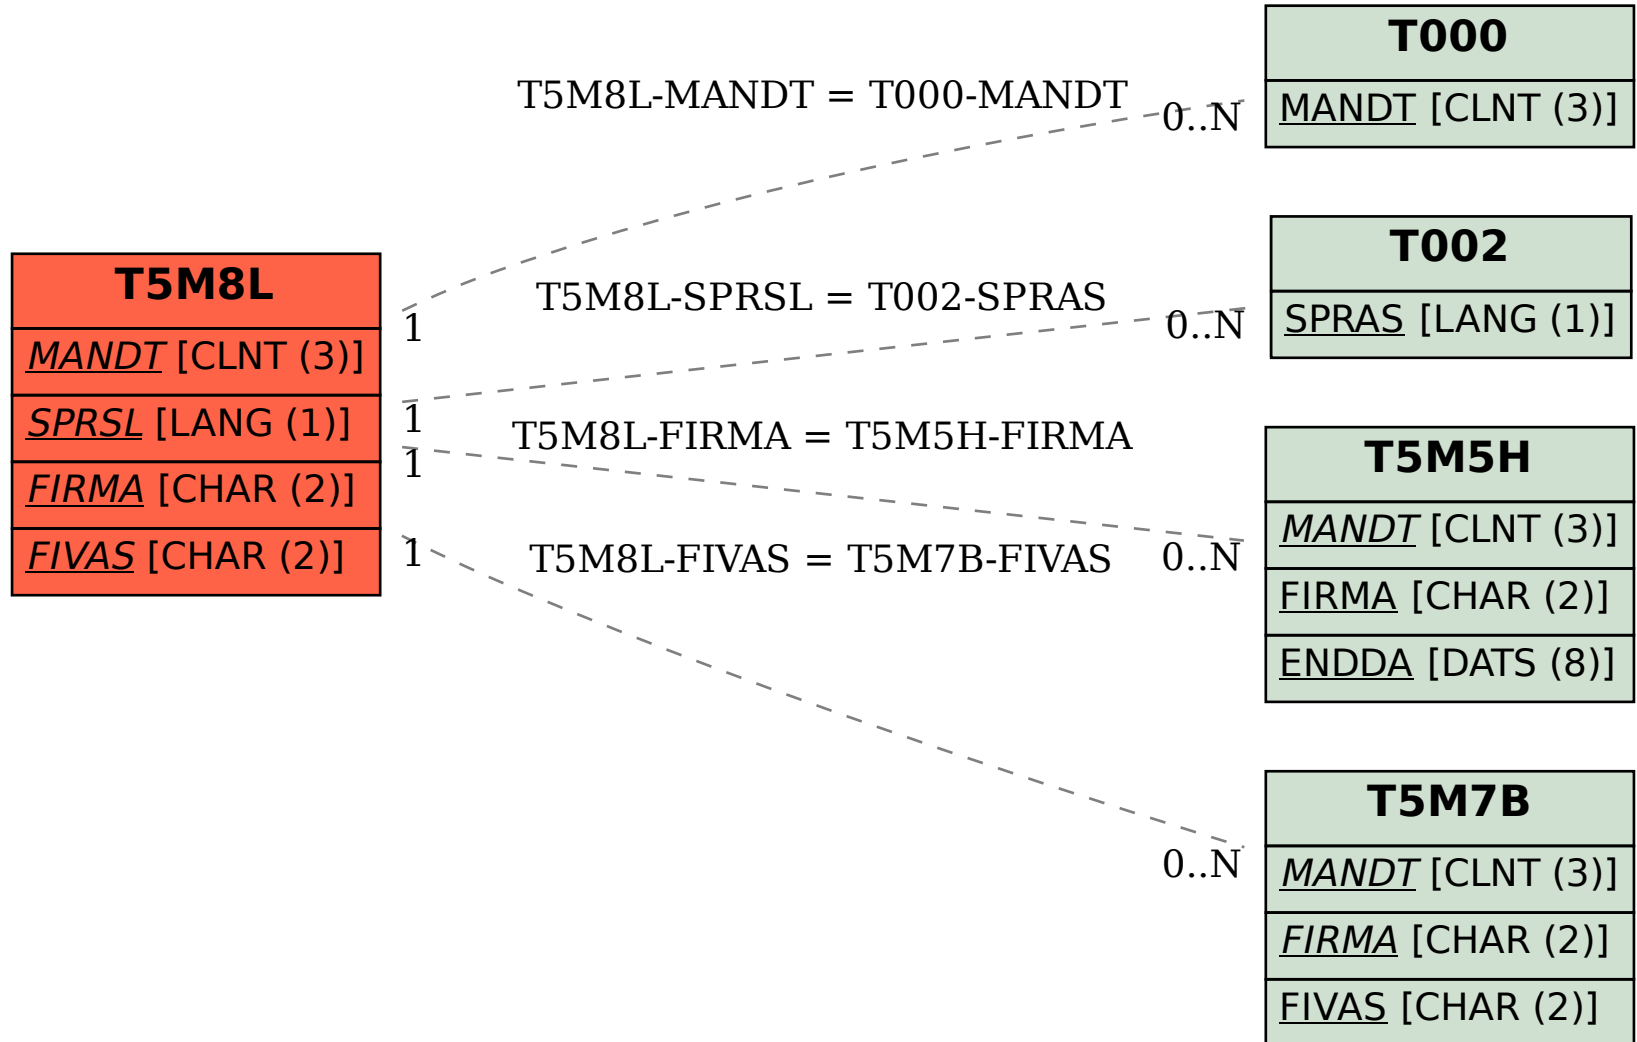 T5M8L
MANDT [CLNT (3)]
SPRSL [LANG (1)]
FIRMA [CHAR (2)]
FIVAS [CHAR (2)]
T5M8L-MANDT = T000-MANDT
1
0..N
T5M8L-SPRSL = T002-SPRAS
1
0..N
T5M8L-FIRMA = T5M5H-FIRMA
1
0..N
T5M8L-FIVAS = T5M7B-FIVAS
1
0..N
T000
MANDT [CLNT (3)]
T002
SPRAS [LANG (1)]
T5M5H
MANDT [CLNT (3)]
FIRMA [CHAR (2)]
ENDDA [DATS (8)]
T5M7B
MANDT [CLNT (3)]
FIRMA [CHAR (2)]
FIVAS [CHAR (2)]